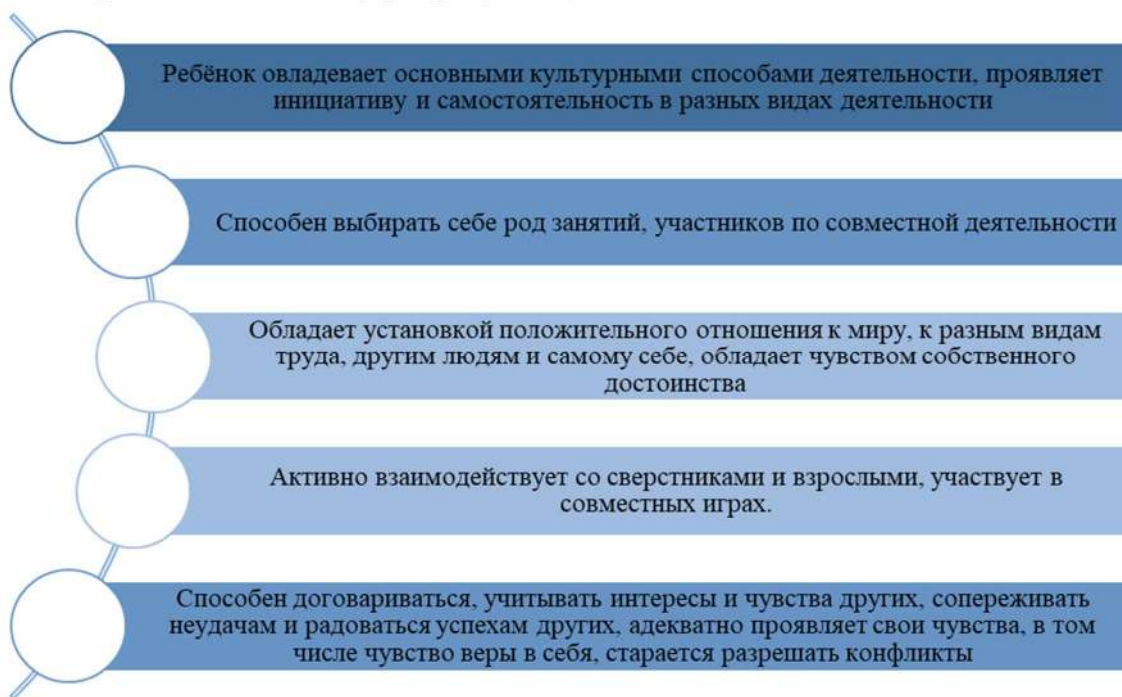 Ребёнок овладевает основными культурными способами деятельности, проявляет
инициативу и самостоятельность в разных видах деятельности
Способен выбирать себе род занятий, участников по совместной деятельности
Обладает установкой положительного отношения к миру, к разным видам
труда, другим людям и самому себе, обладает чувством собственного
достоинства
Активно взаимодействует со сверстниками и взрослыми, участвует в
совместных играх.
Способен договариваться, учитывать интересы и чувства других, сопереживать
неудачам и радоваться успехам других, адекватно проявляет свои чувства, в том
числе чувство веры в себя, старается разрешать конфликты